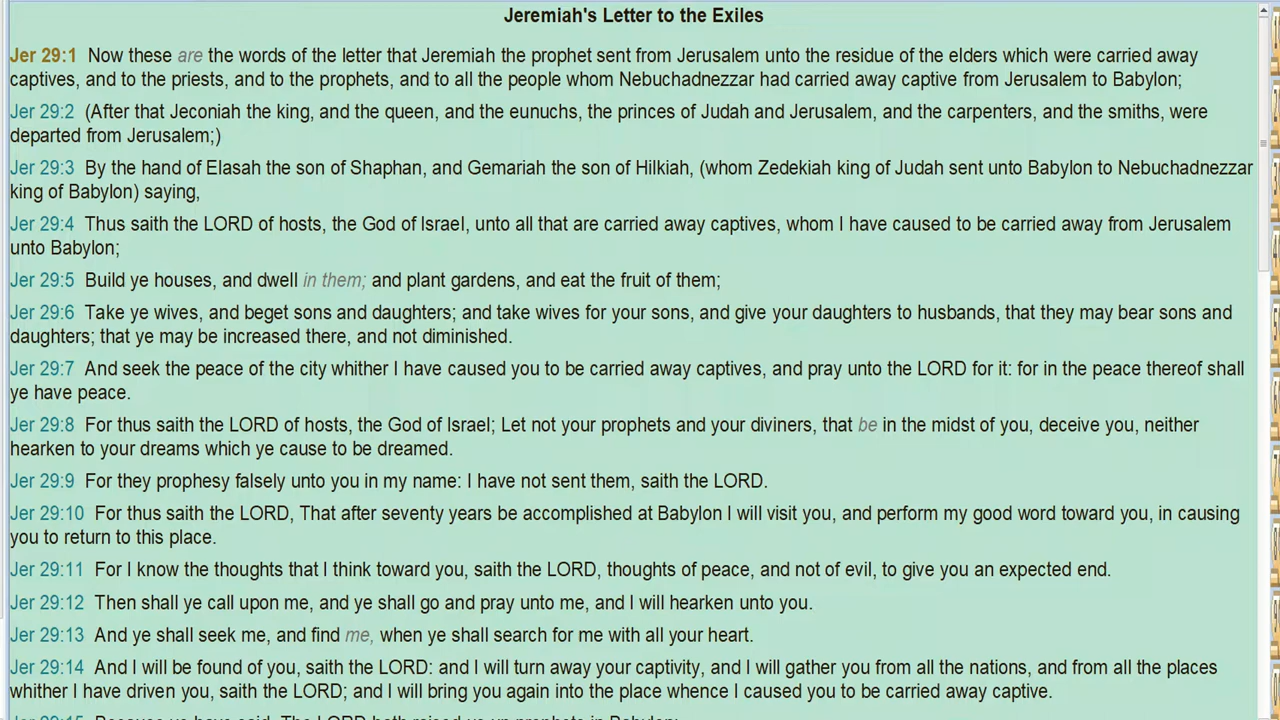 Jeremiah's Letter to the Exiles
Jer 29:1 Now these are the words of the letter that Jeremiah the prophet sent from Jerusalem unto the residue of the elders which were carried away
captives, and to the priests, and to the prophets, and to all the people whom Nebuchadnezzar had carried away captive from Jerusalem to Babylon;
Jer 29:2 (After that Jeconiah the king, and the queen, and the eunuchs, the princes of Judah and Jerusalem, and the carpenters, and the smiths, were
departed from Jerusalem;)
Jer 29:3 By the hand of Elasah the son of Shaphan, and Gemariah the son of Hilkiah, (whom Zedekiah king of Judah sent unto Babylon to Nebuchadnezzar
king of Babylon) saying,
Jer 29:4 Thus saith the LORD of hosts, the God of Israel, unto all that are carried away captives, whom I have caused to be carried away from Jerusalem
unto Babylon;
Jer 29:5 Build ye houses, and dwell in them; and plant gardens, and eat the fruit of them;
Jer 29:6 Take ye wives, and beget sons and daughters; and take wives for your sons, and give your daughters to husbands, that they may bear sons and
daughters; that ye may be increased there, and not diminished.
Jer 29:7 And seek the peace of the city whither I have caused you to be carried away captives, and pray unto the LORD for it: for in the peace thereof shall
ye have peace.
Jer 29:8 For thus saith the LORD of hosts, the God of Israel; Let not your prophets and your diviners, that be in the midst of you, deceive you, neither
hearken to your dreams which ye cause to be dreamed.
Jer 29:9 For they prophesy falsely unto you in my name: I have not sent them, saith the LORD.
Jer 29:10 For thus saith the LORD, That after seventy years be accomplished at Babylon I will visit you, and perform my good word toward you, in causing
you to return to this place.
Jer 29:11 For I know the thoughts that I think toward you, saith the LORD, thoughts of peace, and not of evil, to give you an expected end.
Jer 29:12 Then shall ye call upon me, and ye shall go and pray unto me, and I will hearken unto you.
Jer 29:13 And ye shall seek me, and find me, when ye shall search for me with all your heart.
Jer 29:14 And I will be found of you, saith the LORD: and I will turn away your captivity, and I will gather you from all the nations, and from all the places
whither I have driven you, saith the LORD; and I will bring you again into the place whence I caused you to be carried away captive.
Jer 29:15 Because ye have said, The LORD hath raised us up prophets in Babylon;